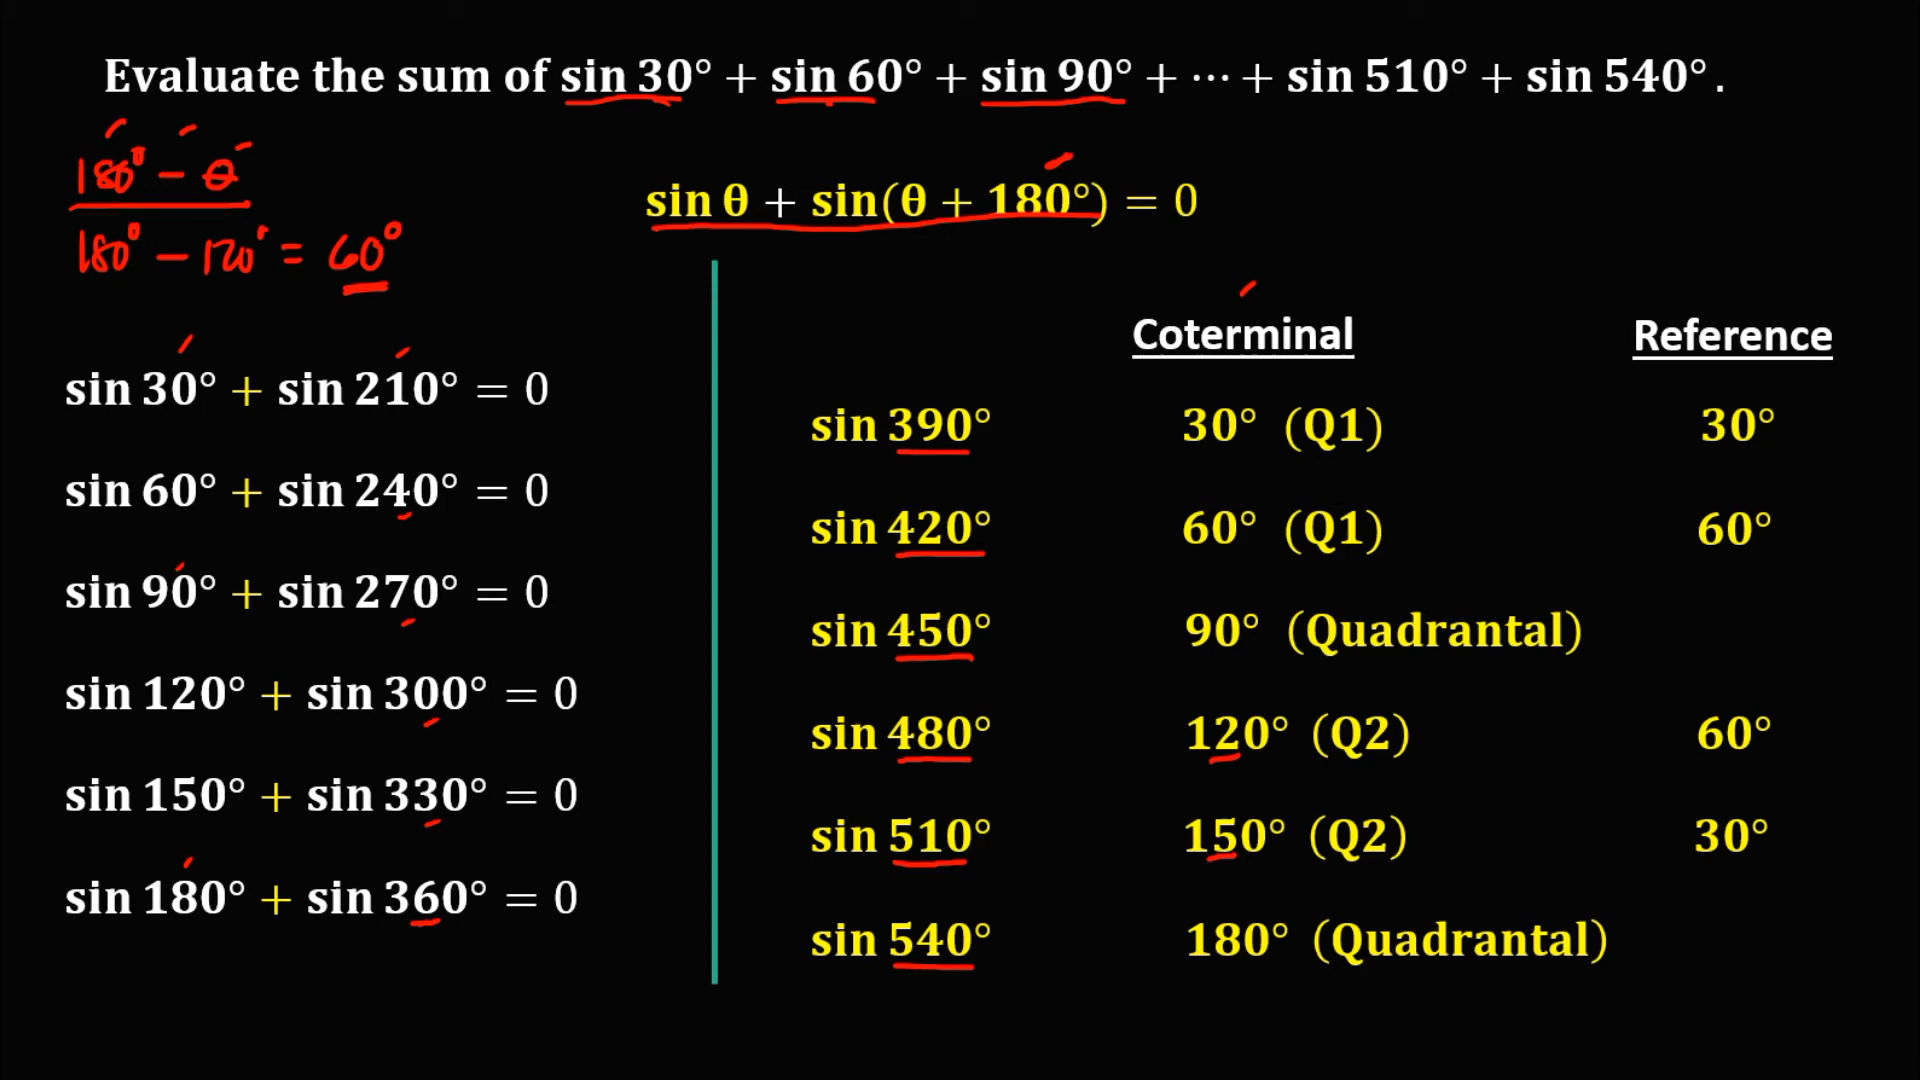 Evaluate the sum of sin 30° + sin 60° + sin 90° + ⋯ + sin 510° + sin 540°.
180° − θ
180° − 120° = 60°
sin θ + sin(θ + 180°) = 0
sin 30° + sin 210° = 0
sin 60° + sin 240° = 0
sin 90° + sin 270° = 0
sin 120° + sin 300° = 0
sin 150° + sin 330° = 0
sin 180° + sin 360° = 0
Coterminal Reference
sin 390° 30° (Q1) 30°
sin 420° 60° (Q1) 60°
sin 450° 90° (Quadrantal)
sin 480° 120° (Q2) 60°
sin 510° 150° (Q2) 30°
sin 540° 180° (Quadrantal)